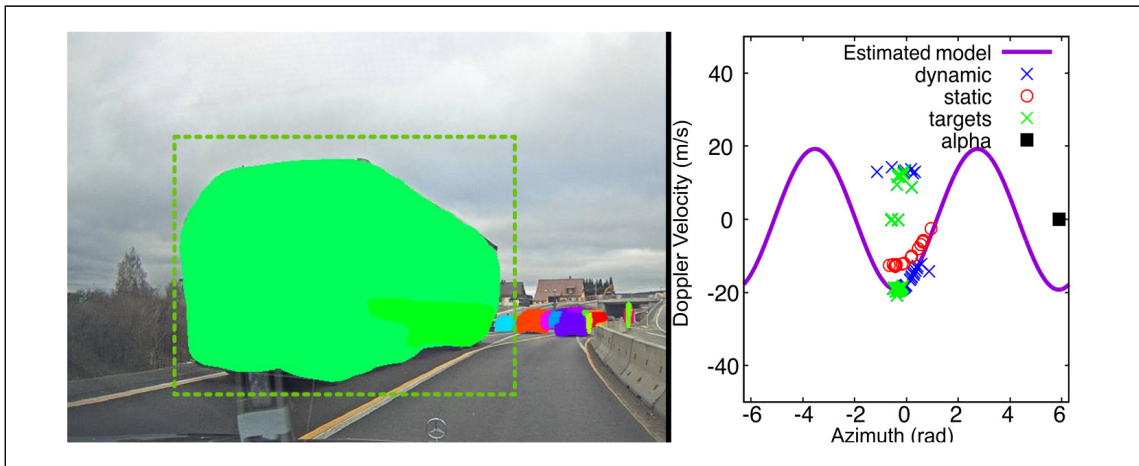 Estimated model
dynamic
static
targets
alpha
Doppler Velocity (m/s)
40
20
0
-20
-40
-6
-4
-2
0
2
4
6
Azimuth (rad)